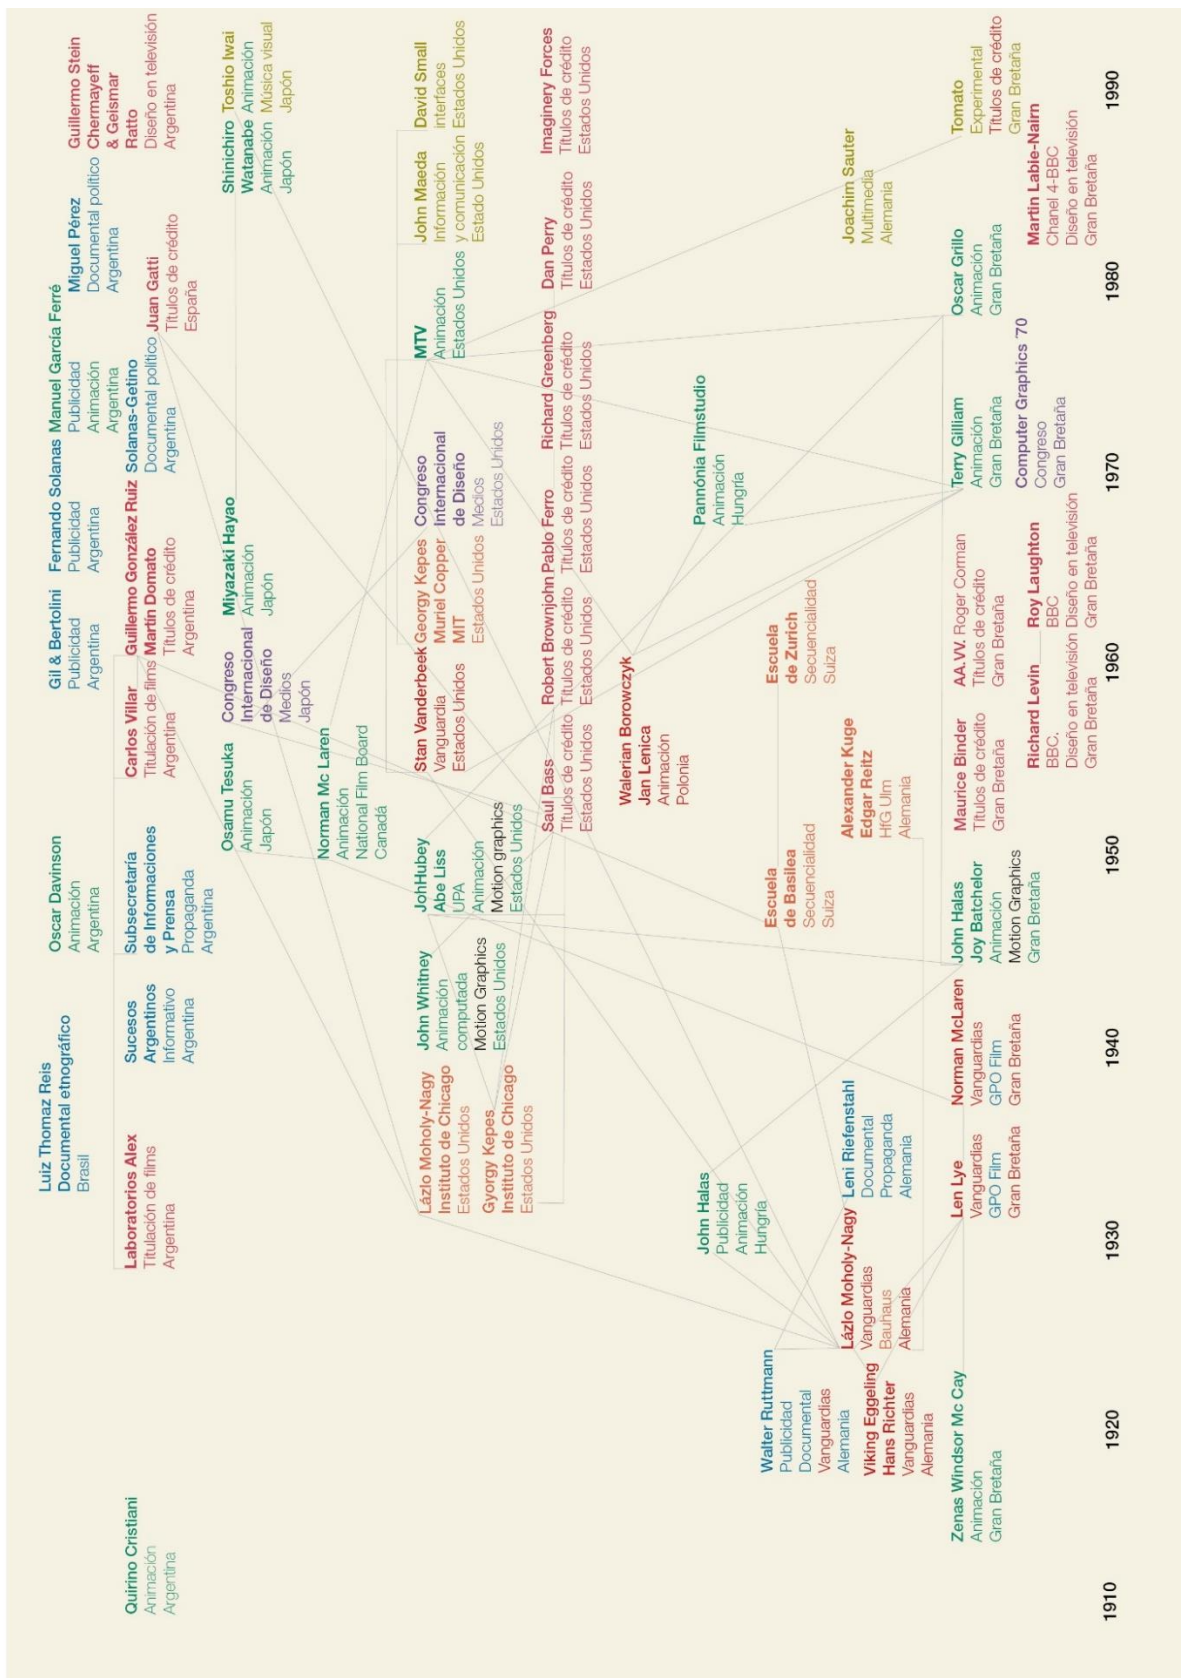 Luiz Thomaz Reis
Documental etnográfico
Brasil
Oscar Davinson
Animación
Argentina
Gil & Bertolini
Publicidad
Argentina
Fernando Solanas
Publicidad
Argentina
Manuel García Ferré
Publicidad
Animación
Argentina
Miguel Pérez
Documental político
Argentina
Guillermo Stein
Chermayeff
& Geismar
Ratto
Diseño en televisión
Argentina
Quirino Cristiani
Animación
Argentina
Laboratorios Alex
Titulación de films
Argentina
Sucesos
Argentinos
Informativo
Argentina
Subsecretaría
de Informaciones
y Prensa
Propaganda
Argentina
Carlos Villar
Titulación de films
Argentina
Guillermo González Ruiz
Martín Domato
Títulos de crédito
Argentina
Solanas-Getino
Documental político
Argentina
Juan Gatti
Títulos de crédito
España
Osamu Tesuka
Animación
Japón
Congreso
Internacional
de Diseño
Medios
Japón
Miyazaki Hayao
Animación
Japón
Shinichiro
Watanabe
Animación
Japón
Toshio Iwai
Animación
Música visual
Japón
Norman Mc Laren
Animación
National Film Board
Canadá
Lázlo Moholy-Nagy
Instituto de Chicago
Estados Unidos
Gyorgy Kepes
Instituto de Chicago
Estados Unidos
John Whitney
Animación
computada
Motion Graphics
Estados Unidos
JohHubey
Abe Liss
UPA
Animación
Motion graphics
Estados Unidos
Stan Vanderbeek
Vanguardia
Estados Unidos
Georgy Kepes
Muriel Copper
MIT
Estados Unidos
Congreso
Internacional
de Diseño
Medios
Estados Unidos
MTV
Animación
Estados Unidos
John Maeda
Información
y comunicación
Estado Unidos
David Small
interfaces
Estados Unidos
Saul Bass
Títulos de crédito
Estados Unidos
Robert Brownjohn
Títulos de crédito
Estados Unidos
Pablo Ferro
Títulos de crédito
Estados Unidos
Richard Greenberg
Títulos de crédito
Estados Unidos
Dan Perry
Títulos de crédito
Estados Unidos
Imaginery Forces
Títulos de crédito
Estados Unidos
Walerian Borowczyk
Jan Lenica
Animación
Polonia
John Halas
Publicidad
Animación
Hungría
Pannónia Filmstudio
Animación
Hungría
Walter Ruttmann
Publicidad
Documental
Vanguardias
Alemania
Escuela
de Basilea
Secuencialidad
Suiza
Escuela
de Zurich
Secuencialidad
Suiza
Lázlo Moholy-Nagy
Vanguardias
Bauhaus
Alemania
Leni Riefenstahl
Documental
Propaganda
Alemania
Alexander Kuge
Edgar Reitz
HfG Ulm
Alemania
Joachim Sauter
Multimedia
Alemania
Viking Eggeling
Hans Richter
Vanguardias
Alemania
Zenas Windsor Mc Cay
Animación
Gran Bretaña
Len Lye
Vanguardias
GPO Film
Gran Bretaña
Norman McLaren
Vanguardias
GPO Film
Gran Bretaña
John Halas
Joy Batchelor
Animación
Motion Graphics
Gran Bretaña
Maurice Binder
Títulos de crédito
Gran Bretaña
AA.W. Roger Corman
Títulos de crédito
Gran Bretaña
Terry Gilliam
Animación
Gran Bretaña
Oscar Grillo
Animación
Gran Bretaña
Tomato
Experimental
Títulos de crédito
Gran Bretaña
Richard Levin
BBC.
Diseño en televisión
Gran Bretaña
Roy Laughton
BBC
Diseño en televisión
Gran Bretaña
Computer Graphics '70
Congreso
Gran Bretaña
Martin Labie-Nairn
Chanel 4-BBC
Diseño en televisión
Gran Bretaña
1910
1920
1930
1940
1950
1960
1970
1980
1990